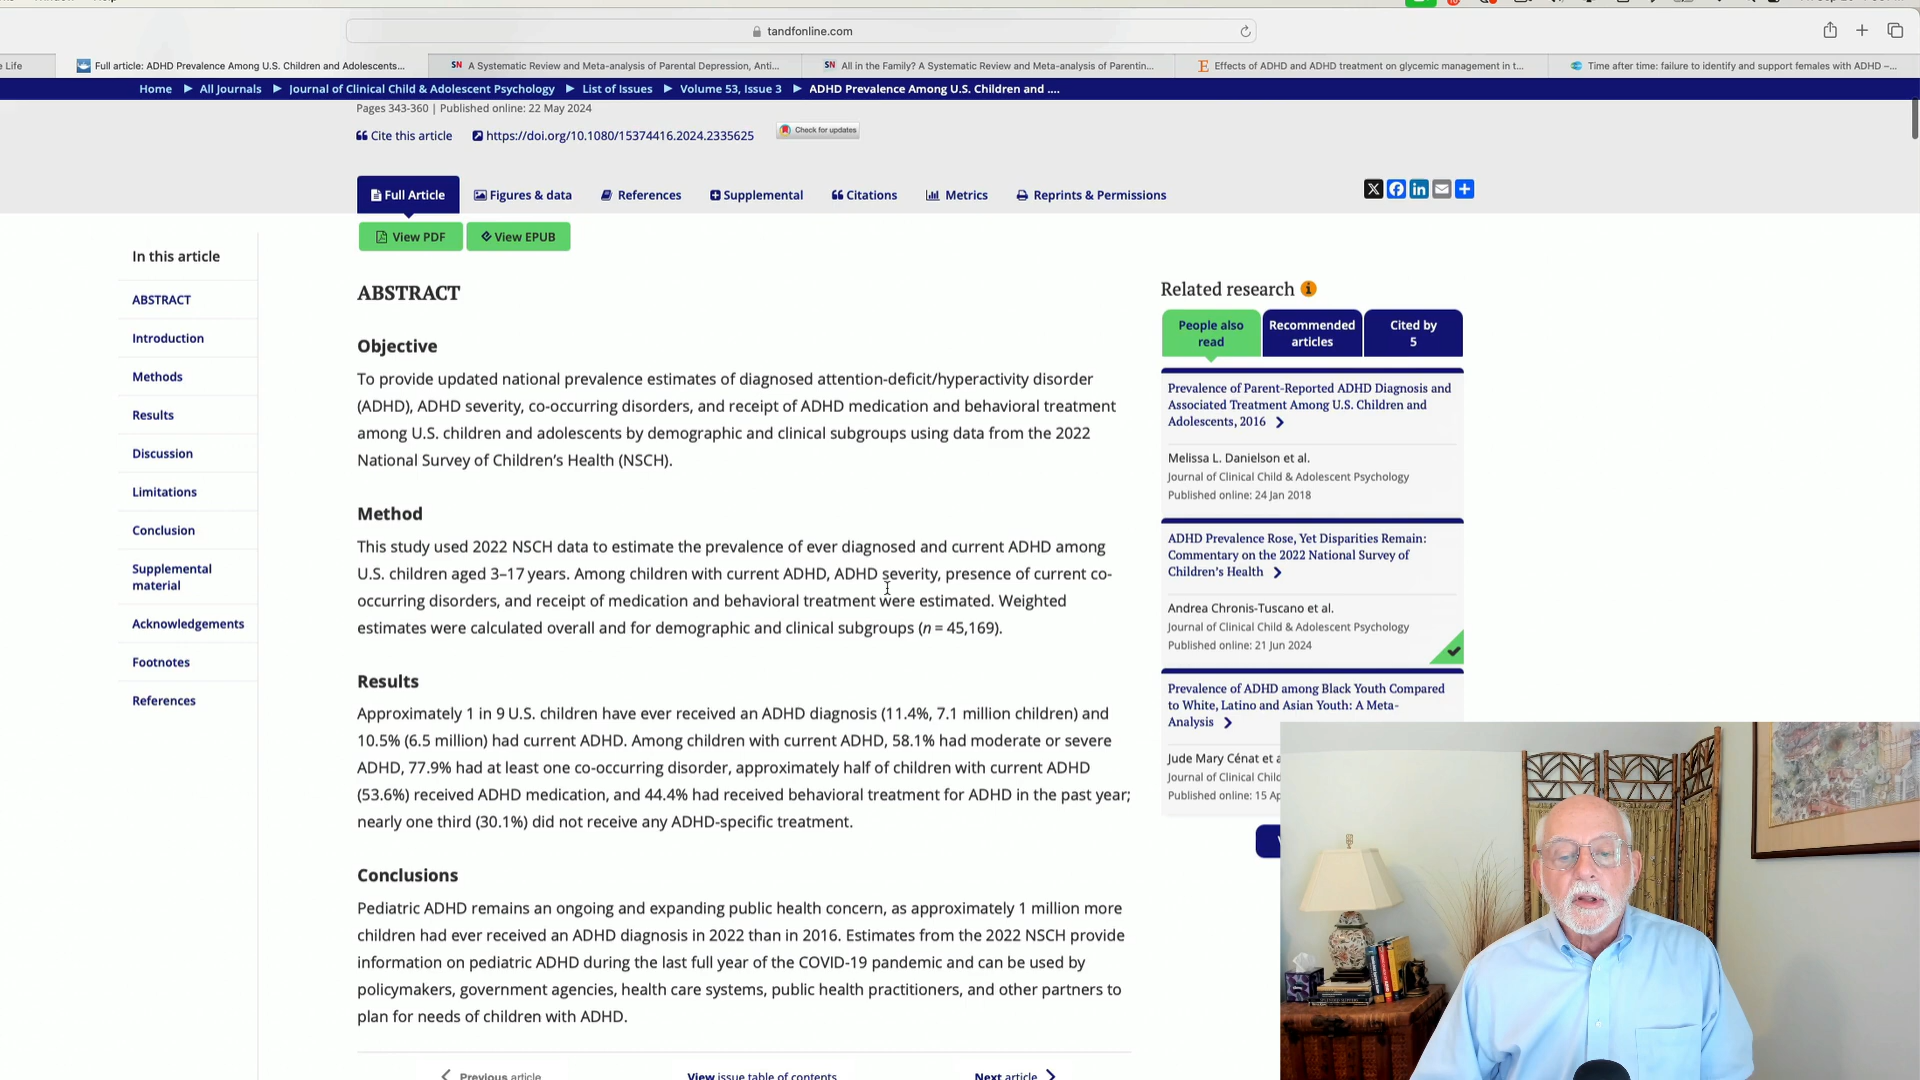 tandfonline.com
e Life
Full article: ADHD Prevalence Among U.S. Children and Adolescents...
SN A Systematic Review and Meta-analysis of Parental Depression, Anti...
SN All in the Family? A Systematic Review and Meta-analysis of Parentin...
E Effects of ADHD and ADHD treatment on glycemic management in t...
Time after time: failure to identify and support females with ADHD –...
Home ▶ All Journals ▶ Journal of Clinical Child & Adolescent Psychology ▶ List of Issues ▶ Volume 53, Issue 3 ▶ ADHD Prevalence Among U.S. Children and ....
Pages 343-360 | Published online: 22 May 2024
Cite this article https://doi.org/10.1080/15374416.2024.2335625 Check for updates
Full Article Figures & data References Supplemental Citations Metrics Reprints & Permissions
View PDF View EPUB
In this article
ABSTRACT
Introduction
Methods
Results
Discussion
Limitations
Conclusion
Supplemental
material
Acknowledgements
Footnotes
References
ABSTRACT
Objective
To provide updated national prevalence estimates of diagnosed attention-deficit/hyperactivity disorder
(ADHD), ADHD severity, co-occurring disorders, and receipt of ADHD medication and behavioral treatment
among U.S. children and adolescents by demographic and clinical subgroups using data from the 2022
National Survey of Children’s Health (NSCH).
Method
This study used 2022 NSCH data to estimate the prevalence of ever diagnosed and current ADHD among
U.S. children aged 3–17 years. Among children with current ADHD, ADHD severity, presence of current co-
occurring disorders, and receipt of medication and behavioral treatment were estimated. Weighted
estimates were calculated overall and for demographic and clinical subgroups (n = 45,169).
Results
Approximately 1 in 9 U.S. children have ever received an ADHD diagnosis (11.4%, 7.1 million children) and
10.5% (6.5 million) had current ADHD. Among children with current ADHD, 58.1% had moderate or severe
ADHD, 77.9% had at least one co-occurring disorder, approximately half of children with current ADHD
(53.6%) received ADHD medication, and 44.4% had received behavioral treatment for ADHD in the past year;
nearly one third (30.1%) did not receive any ADHD-specific treatment.
Conclusions
Pediatric ADHD remains an ongoing and expanding public health concern, as approximately 1 million more
children had ever received an ADHD diagnosis in 2022 than in 2016. Estimates from the 2022 NSCH provide
information on pediatric ADHD during the last full year of the COVID-19 pandemic and can be used by
policymakers, government agencies, health care systems, public health practitioners, and other partners to
plan for needs of children with ADHD.
Previous article View issue table of contents Next article
Related research
People also
read
Recommended
articles
Cited by
5
Prevalence of Parent-Reported ADHD Diagnosis and
Associated Treatment Among U.S. Children and
Adolescents, 2016
Melissa L. Danielson et al.
Journal of Clinical Child & Adolescent Psychology
Published online: 24 Jan 2018
ADHD Prevalence Rose, Yet Disparities Remain:
Commentary on the 2022 National Survey of
Children’s Health
Andrea Chronis-Tuscano et al.
Journal of Clinical Child & Adolescent Psychology
Published online: 21 Jun 2024
Prevalence of ADHD among Black Youth Compared
to White, Latino and Asian Youth: A Meta-
Analysis
Jude Mary Cénat et a
Journal of Clinical Chil
Published online: 15 Ap